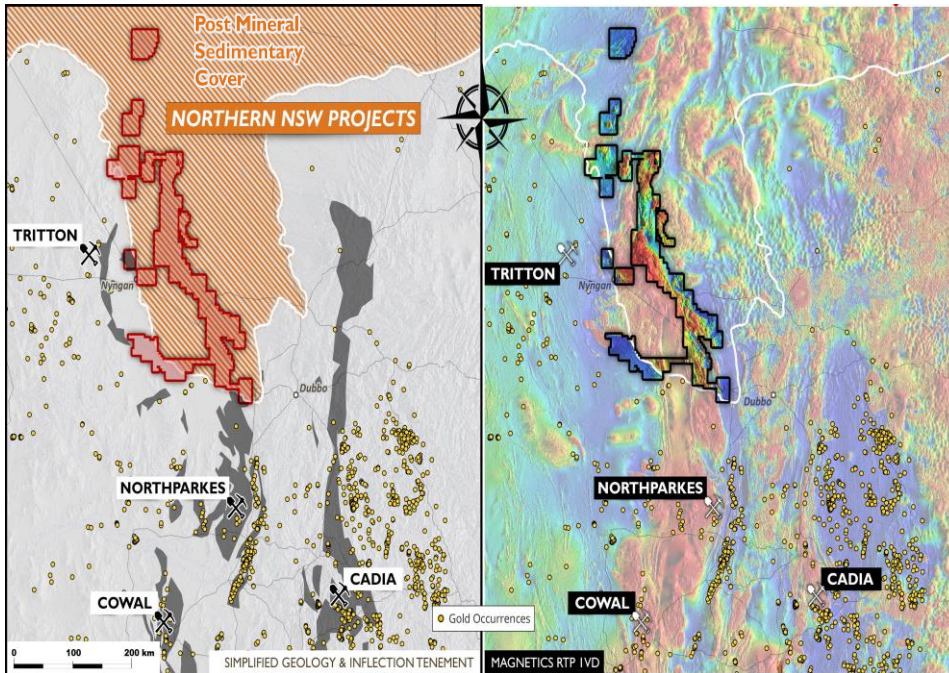 Post Mineral
Sedimentary
Cover
NORTHERN NSW PROJECTS
TRITTON
Nyngan
Dubbo
NORTHPARKES
CADIA
COWAL
Gold Occurrences
0 50 100 200 km
SIMPLIFIED GEOLOGY & INFLECTION TENEMENT
TRITTON
Nyngan
Dubbo
NORTHPARKES
CADIA
COWAL
MAGNETICS RTP 1VD